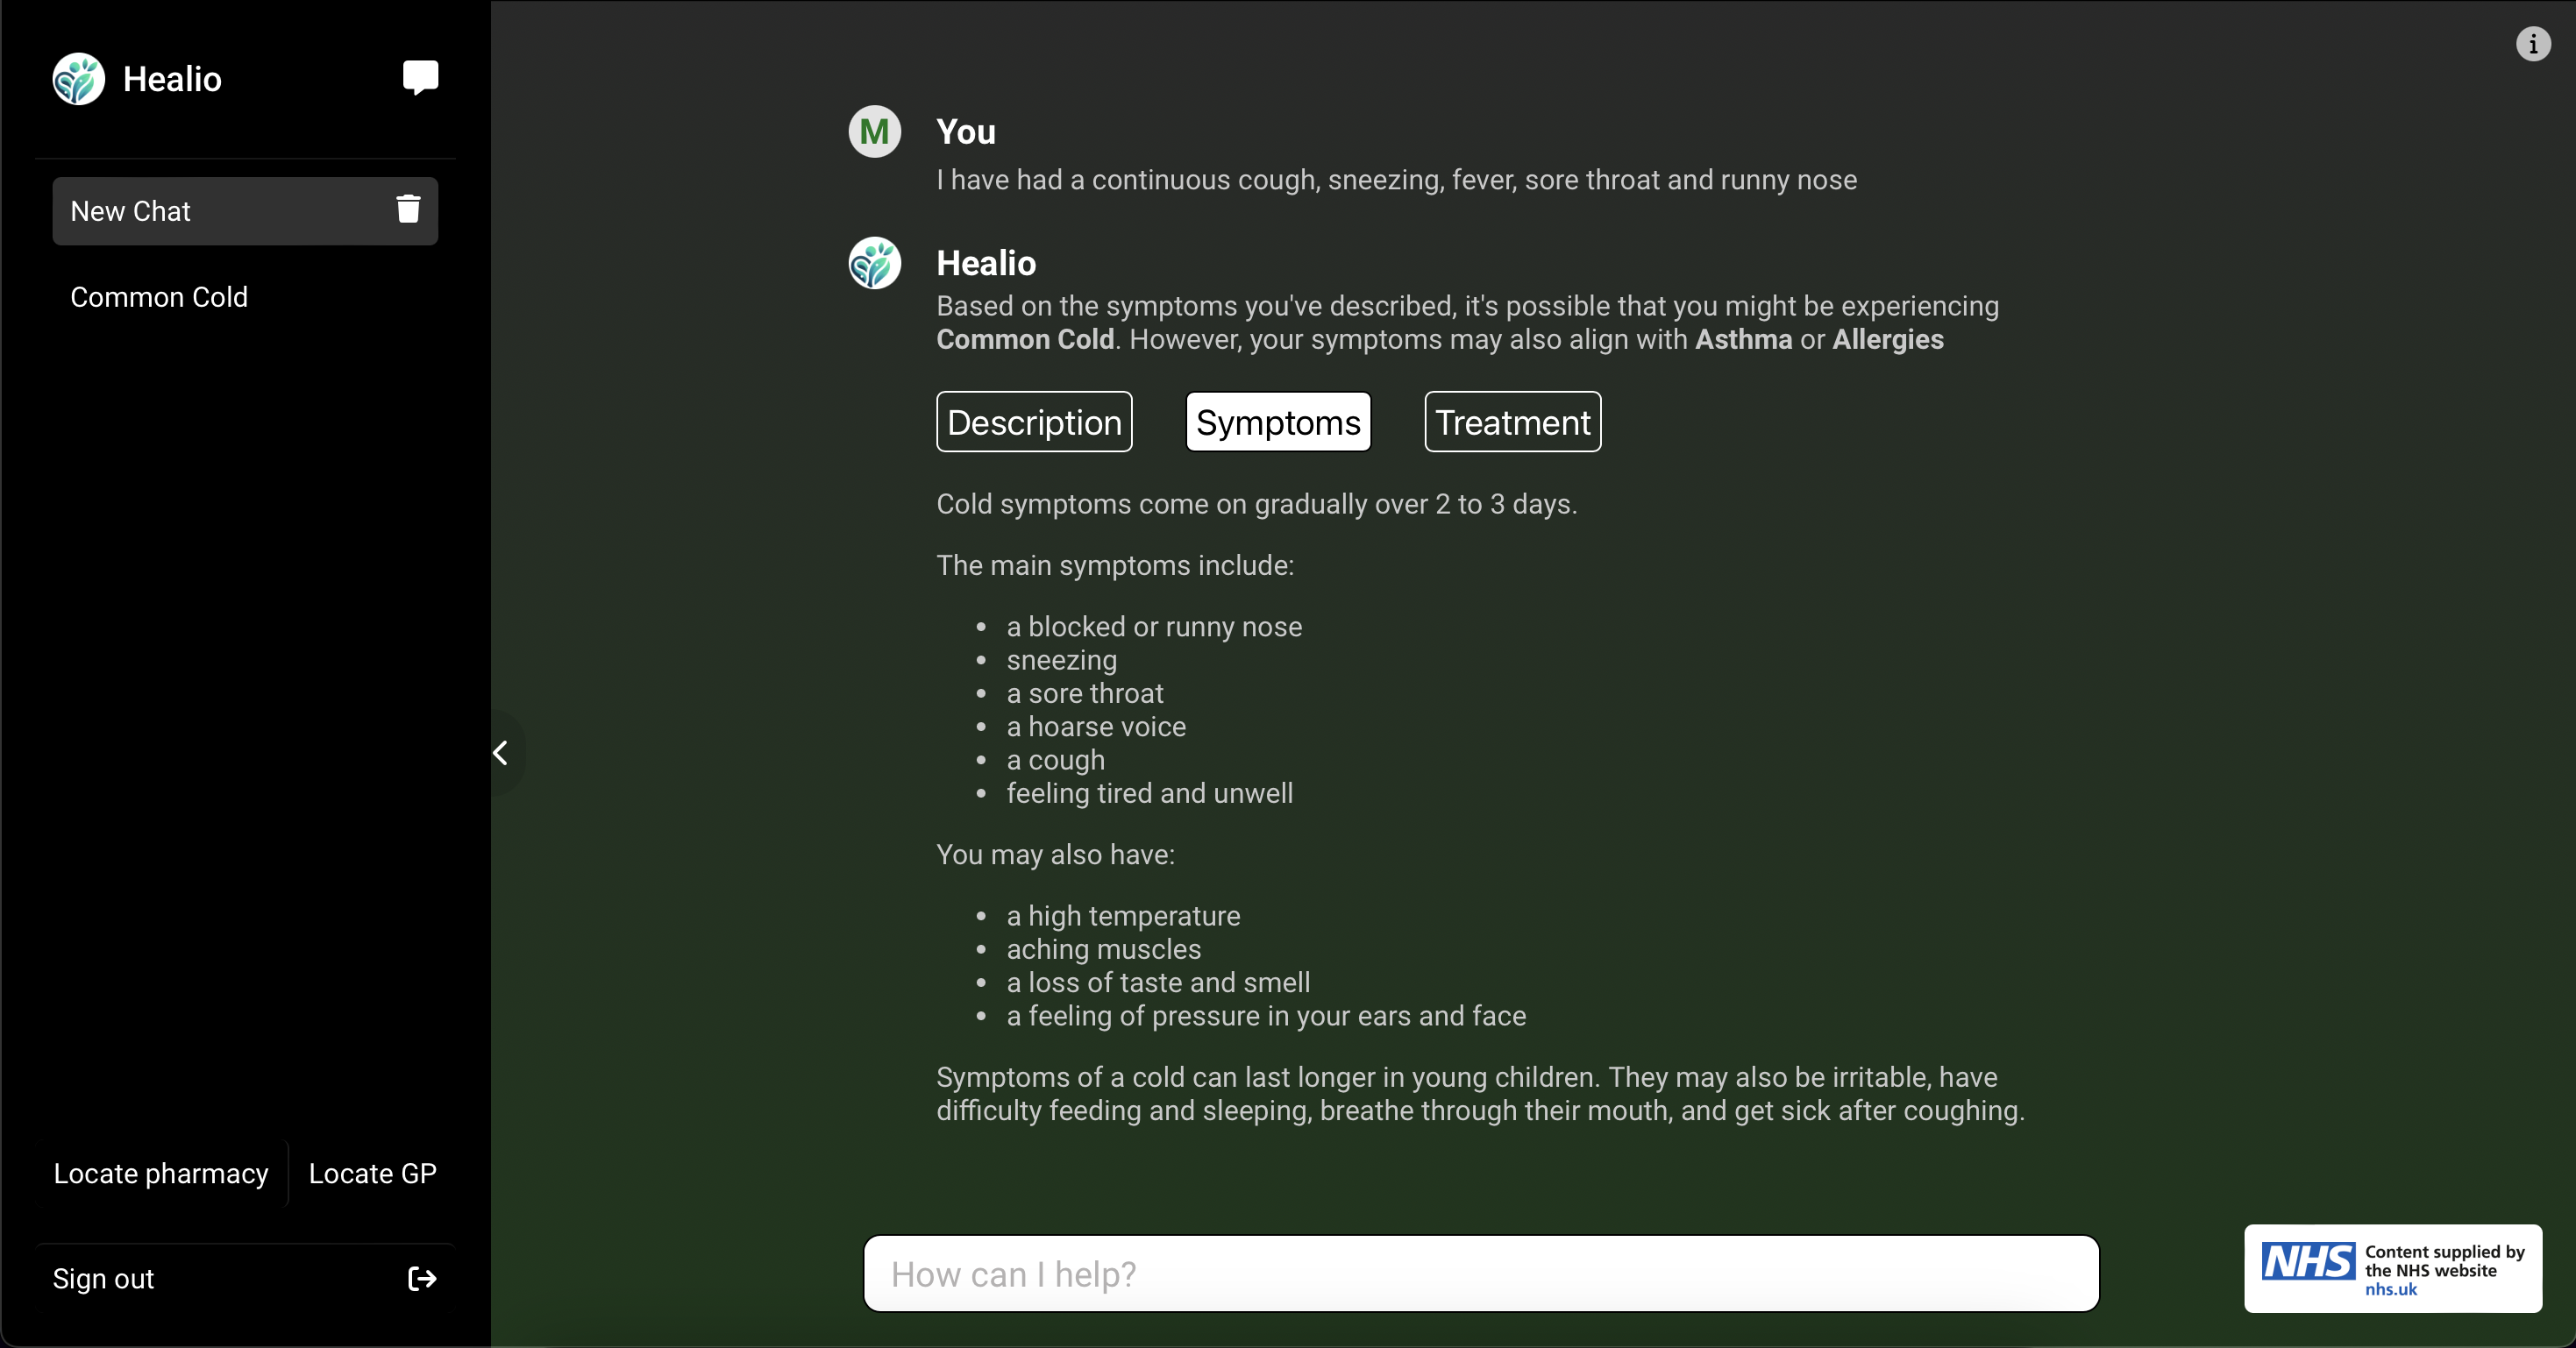 Healio
New Chat
Common Cold
Locate pharmacy
Locate GP
Sign out
M
You
I have had a continuous cough, sneezing, fever, sore throat and runny nose
Healio
Based on the symptoms you've described, it's possible that you might be experiencing
Common Cold. However, your symptoms may also align with Asthma or Allergies
Description
Symptoms
Treatment
Cold symptoms come on gradually over 2 to 3 days.
The main symptoms include:
• a blocked or runny nose
• sneezing
• a sore throat
• a hoarse voice
• a cough
• feeling tired and unwell
You may also have:
• a high temperature
• aching muscles
• a loss of taste and smell
• a feeling of pressure in your ears and face
Symptoms of a cold can last longer in young children. They may also be irritable, have
difficulty feeding and sleeping, breathe through their mouth, and get sick after coughing.
How can I help?
NHS
Content supplied by
the NHS website
nhs.uk
i